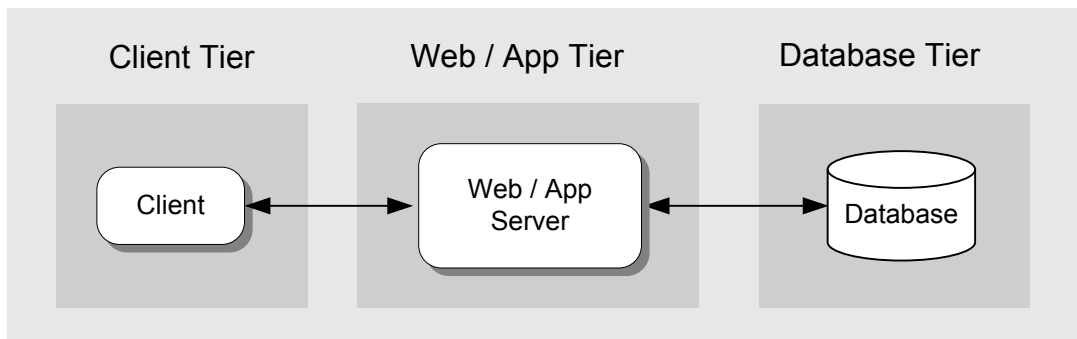 Client Tier
Web / App Tier
Database Tier
Client
Web / App
Server
Database